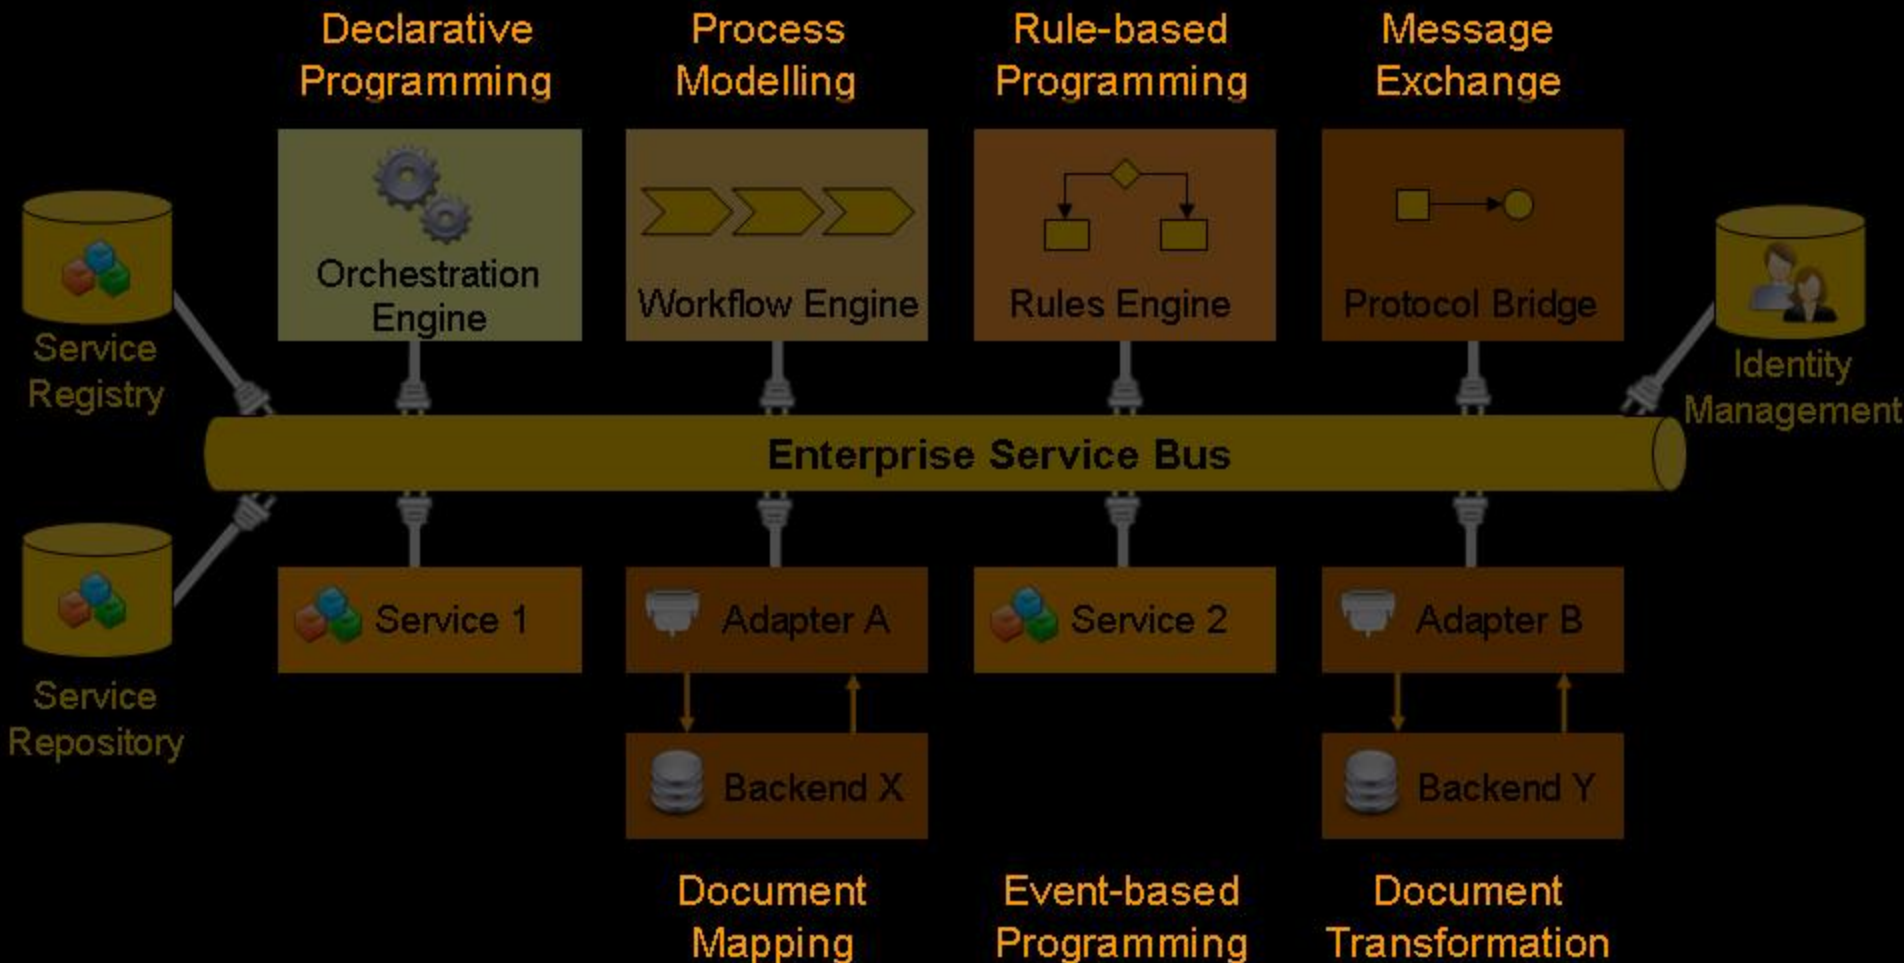 Declarative
Programming
Process
Modelling
Rule-based
Programming
Message
Exchange
Orchestration
Engine
Workflow Engine
Rules Engine
Protocol Bridge
Service
Registry
Identity
Management
Enterprise Service Bus
Service 1
Adapter A
Service 2
Adapter B
Service
Repository
Backend X
Backend Y
Document
Mapping
Event-based
Programming
Document
Transformation